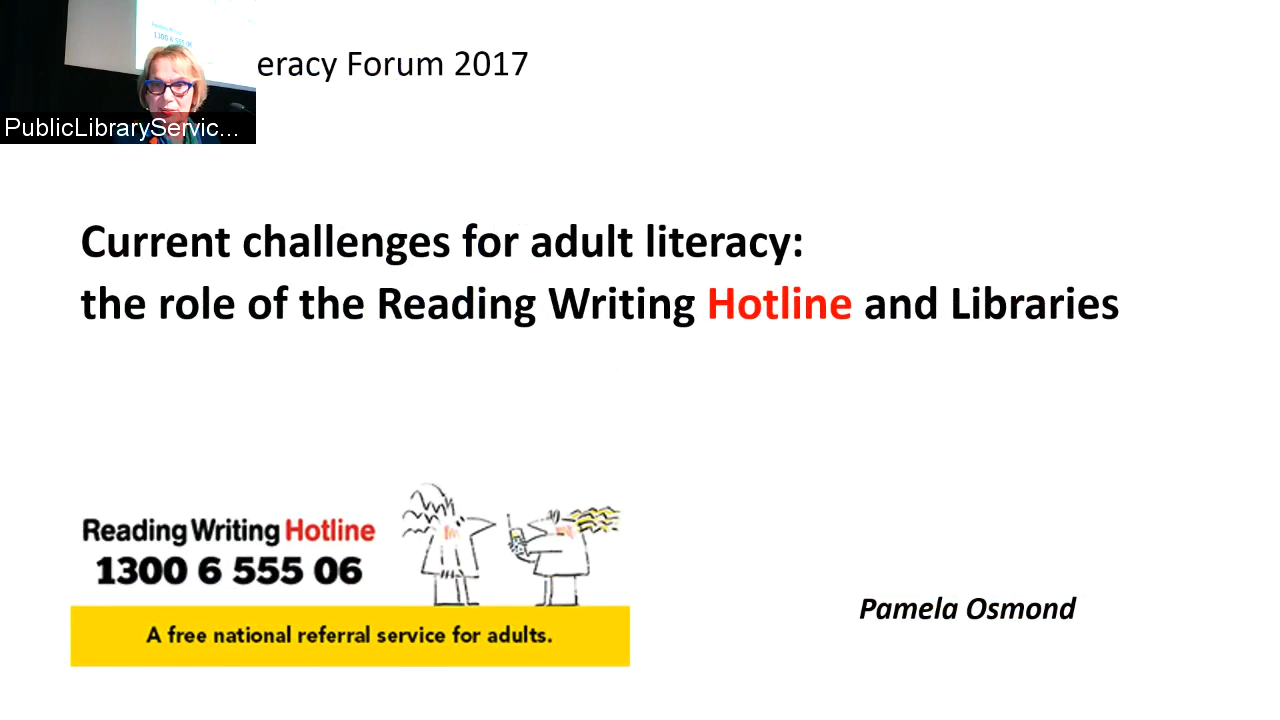 eracy Forum 2017
PublicLibraryServic...
Current challenges for adult literacy:
the role of the Reading Writing Hotline and Libraries
Reading Writing Hotline
1300 6 555 06
A free national referral service for adults.
Pamela Osmond